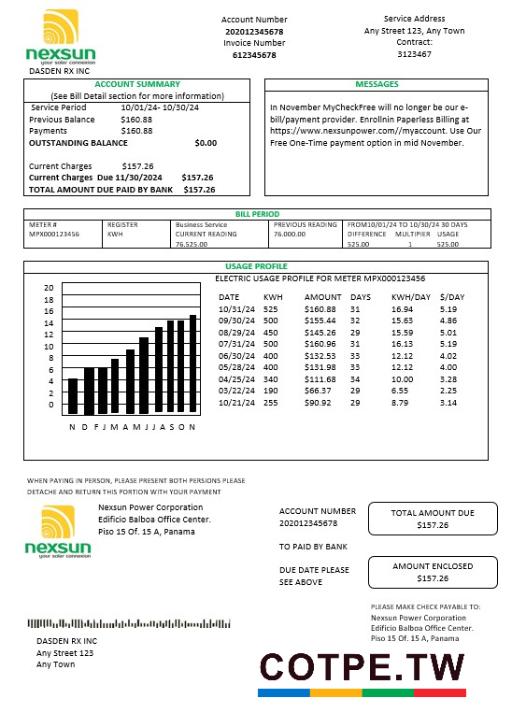 nexsun
your solar connexion
DASDEN RX INC
Account Number
202012345678
Invoice Number
612345678
Service Address
Any Street 123, Any Town
Contract:
3123467
ACCOUNT SUMMARY
(See Bill Detail section for more information)
Service Period 10/01/24- 10/30/24
Previous Balance $160.88
Payments $160.88
OUTSTANDING BALANCE $0.00
Current Charges $157.26
Current Charges Due 11/30/2024 $157.26
TOTAL AMOUNT DUE PAID BY BANK $157.26
MESSAGES
In November MyCheckFree will no longer be our e-
bill/payment provider. Enrollnin Paperless Billing at
https://www.nexsunpower.com//myaccount. Use Our
Free One-Time payment option in mid November.
BILL PERIOD
METER # REGISTER Business Service PREVIOUS READING FROM10/01/24 TO 10/30/24 30 DAYS
MPX000123456 KWH CURRENT READING 76.000.00 DIFFERENCE MULTIPLIER USAGE
76.525.00 525.00 1 525.00
USAGE PROFILE
ELECTRIC USAGE PROFILE FOR METER MPX000123456
20
18
16
14
12
10
8
6
4
2
0
N D F J M A M J J A S O N
DATE KWH AMOUNT DAYS KWH/DAY $/DAY
10/31/24 525 $160.88 31 16.94 5.19
09/30/24 500 $155.44 32 15.63 4.86
08/29/24 450 $145.26 29 15.59 5.01
07/31/24 500 $160.96 31 16.13 5.19
06/30/24 400 $132.53 33 12.12 4.02
05/28/24 400 $131.98 33 12.12 4.00
04/25/24 340 $111.68 34 10.00 3.28
03/22/24 190 $66.37 29 6.55 2.25
10/21/24 255 $90.92 29 8.79 3.14
WHEN PAYING IN PERSON, PLEASE PRESENT BOTH PERSIONS PLEASE
DETACHE AND RETURN THIS PORTION WITH YOUR PAYMENT
nexsun
your solar connexion
Nexsun Power Corporation
Edificio Balboa Office Center.
Piso 15 Of. 15 A, Panama
ACCOUNT NUMBER
202012345678
TO PAID BY BANK
DUE DATE PLEASE
SEE ABOVE
TOTAL AMOUNT DUE
$157.26
AMOUNT ENCLOSED
$157.26
PLEASE MAKE CHECK PAYABLE TO:
Nexsun Power Corporation
Edificio Balboa Office Center.
Piso 15 Of. 15 A, Panama
DASDEN RX INC
Any Street 123
Any Town
COTPE.TW